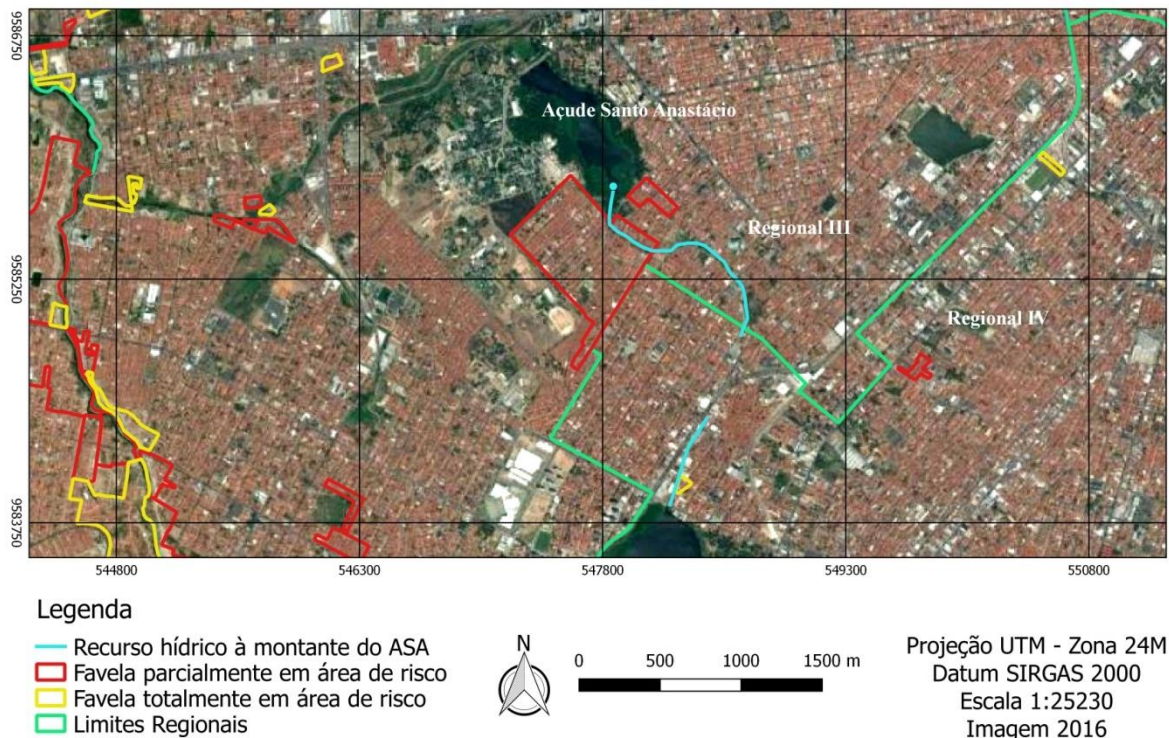 9586750
9585250
9583750
Açude Santo Anastácio
Regional III
Regional IV
544800
546300
547800
549300
550800
Legenda
Recurso hídrico à montante do ASA
Favela parcialmente em área de risco
Favela totalmente em área de risco
Limites Regionais
N
0 500 1000 1500 m
Projeção UTM - Zona 24M
Datum SIRGAS 2000
Escala 1:25230
Imagem 2016